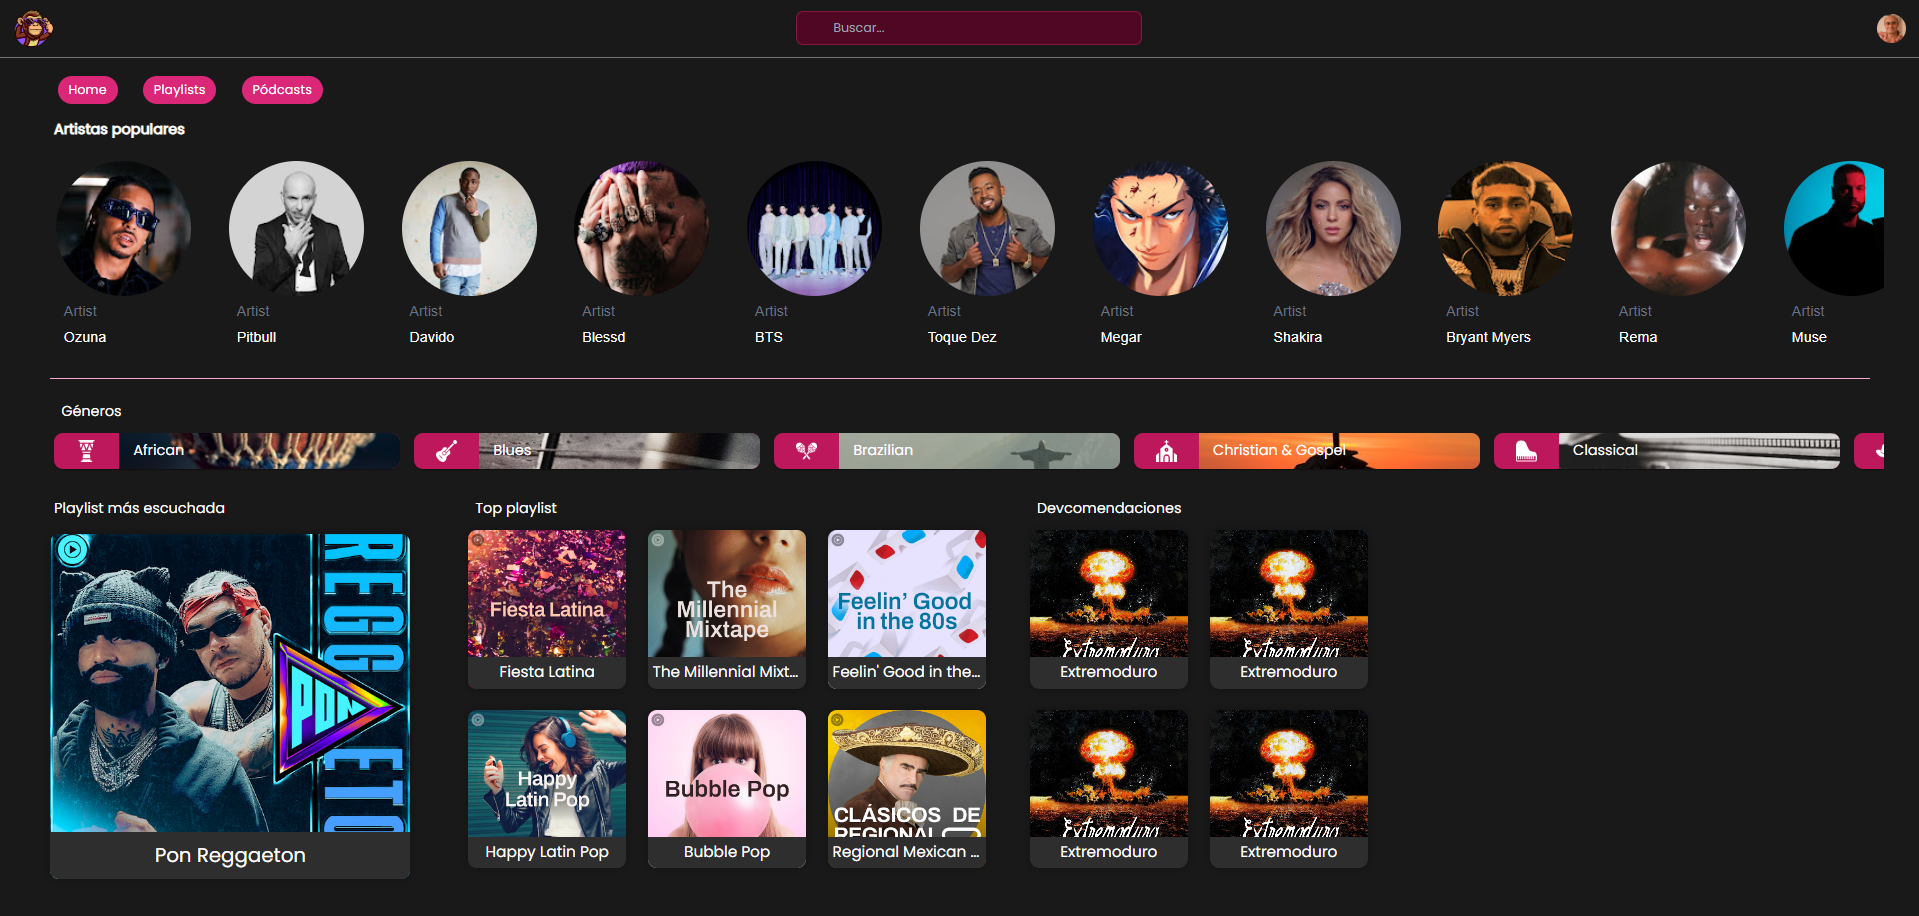 Buscar...
Home
Playlists
Pódcasts
Artistas populares
Artist
Ozuna
Artist
Pitbull
Artist
Davido
Artist
Blessd
Artist
BTS
Artist
Toque Dez
Artist
Megar
Artist
Shakira
Artist
Bryant Myers
Artist
Rema
Artist
Muse
Géneros
African
Blues
Brazilian
Christian & Gospel
Classical
Playlist más escuchada
REGGETO
PON
Pon Reggaeton
Top playlist
Fiesta Latina
Fiesta Latina
The
Millennial
Mixtape
The Millennial Mixt...
Feelin’ Good
in the 80s
Feelin' Good in the...
Happy
Latin Pop
Happy Latin Pop
Bubble Pop
Bubble Pop
CLÁSICOS DE
REGIONAL
Regional Mexican ...
Devcomendaciones
Extremoduro
Extremoduro
Extremoduro
Extremoduro
Extremoduro
Extremoduro
Extremoduro
Extremoduro